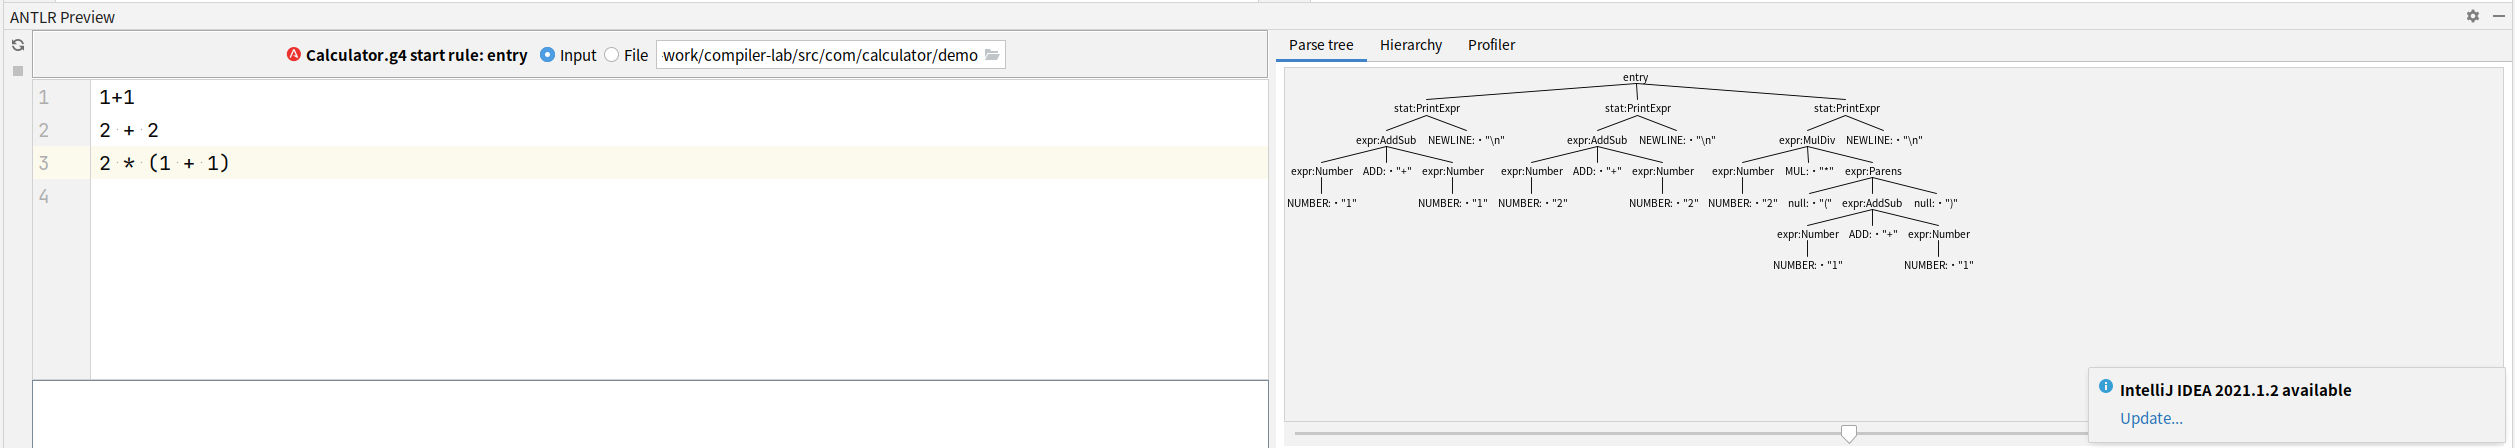 ANTLR Preview
Calculator.g4 start rule: entry Input File work/compiler-lab/src/com/calculator/demo
1 1+1
2 2 + 2
3 2 * (1 + 1)
4
Parse tree Hierarchy Profiler
entry
stat:PrintExpr stat:PrintExpr stat:PrintExpr
expr:AddSub NEWLINE:·"\n" expr:AddSub NEWLINE:·"\n" expr:MulDiv NEWLINE:·"\n"
expr:Number ADD:·"+" expr:Number expr:Number ADD:·"+" expr:Number expr:Number MUL:·"*" expr:Parens
NUMBER:·"1" NUMBER:·"1" NUMBER:·"2" NUMBER:·"2" NUMBER:·"2" null:·"(" expr:AddSub null:·")"
expr:Number ADD:·"+" expr:Number
NUMBER:·"1" NUMBER:·"1"
IntelliJ IDEA 2021.1.2 available
Update...